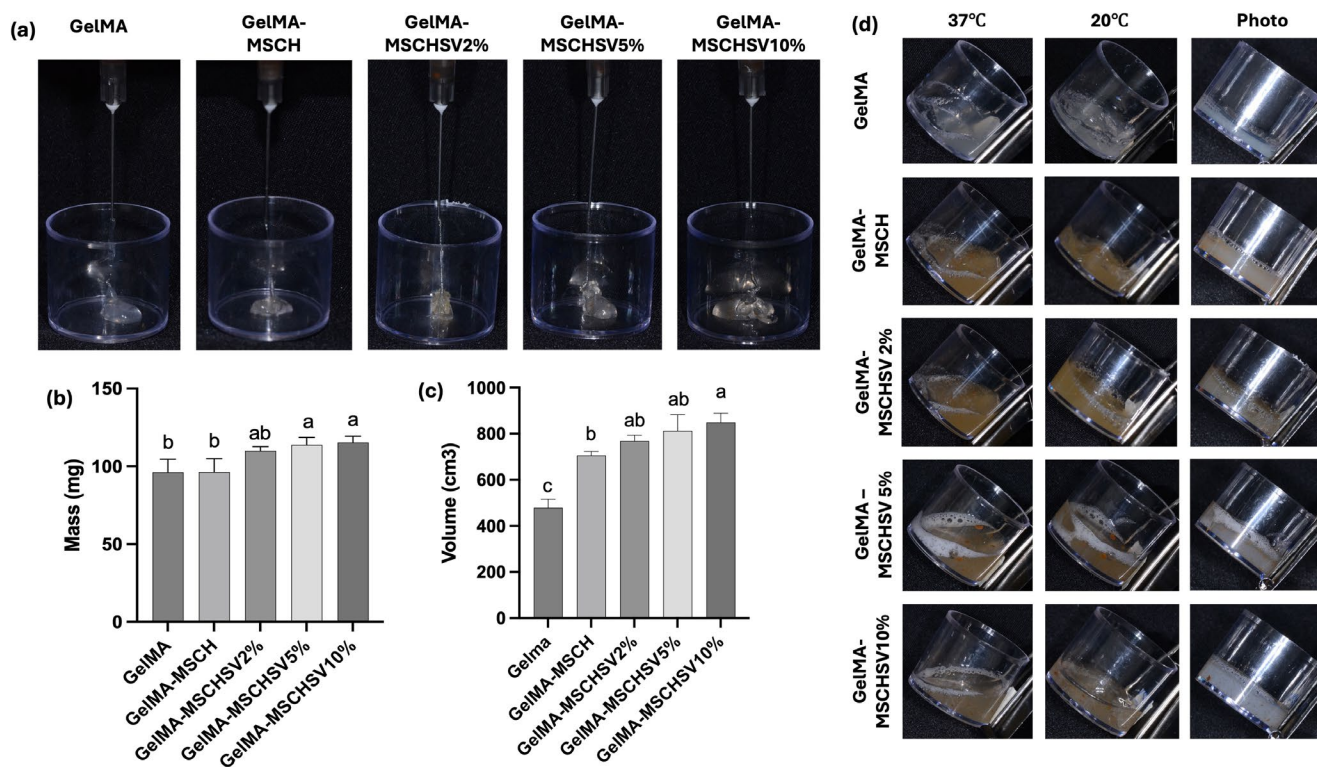 (a)
GelMA
GelMA-
MSCH
GelMA-
MSCHSV2%
GelMA-
MSCHSV5%
GelMA-
MSCHSV10%
(b)
Mass (mg)
150
100
50
0
b
b
ab
a
a
GelMA
GelMA-MSCH
GelMA-MSCHSV2%
GelMA-MSCHSV5%
GelMA-MSCHSV10%
(c)
Volume (cm3)
1000
800
600
400
200
0
c
b
ab
ab
a
Gelma
GelMA-MSCH
GelMA-MSCHSV2%
GelMA-MSCHSV5%
GelMA-MSCHSV10%
(d)
37℃
20℃
Photo
GelMA
GelMA-
MSCH
GelMA-
MSCHSV 2%
GelMA –
MSCHSV 5%
GelMA-
MSCHSV10%